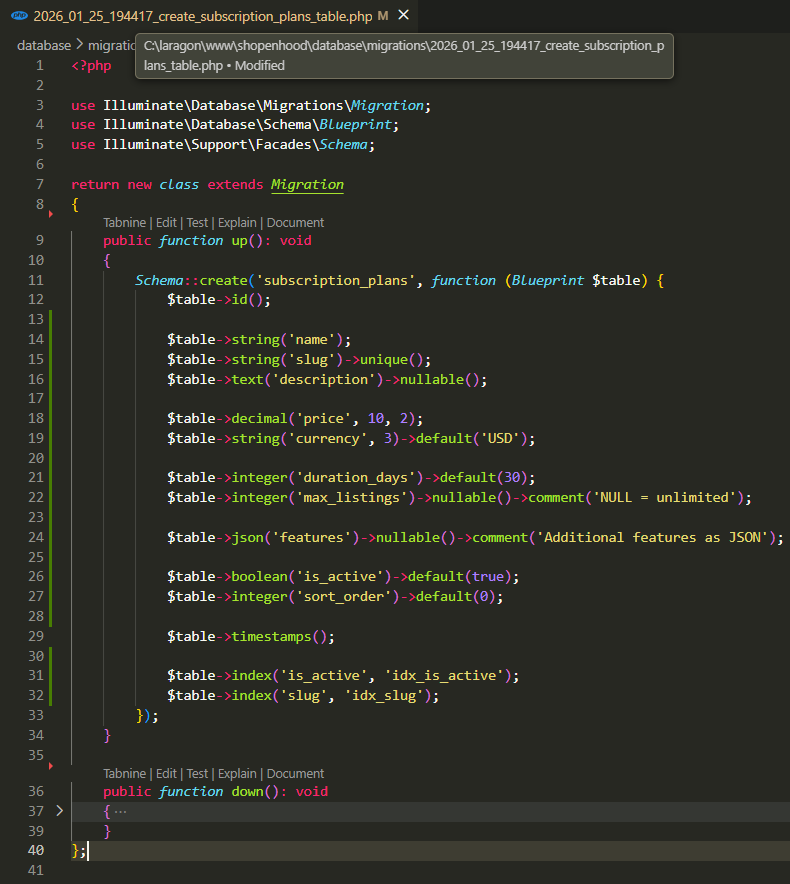 2026_01_25_194417_create_subscription_plans_table.php M ×
database > migratic
C:\laragon\www\shopenhood\database\migrations\2026_01_25_194417_create_subscription_p
lans_table.php • Modified
1 <?php
2
3 use Illuminate\Database\Migrations\Migration;
4 use Illuminate\Database\Schema\Blueprint;
5 use Illuminate\Support\Facades\Schema;
6
7 return new class extends Migration
8 {
Tabnine | Edit | Test | Explain | Document
9     public function up(): void
10     {
11         Schema::create('subscription_plans', function (Blueprint $table) {
12             $table->id();
13
14             $table->string('name');
15             $table->string('slug')->unique();
16             $table->text('description')->nullable();
17
18             $table->decimal('price', 10, 2);
19             $table->string('currency', 3)->default('USD');
20
21             $table->integer('duration_days')->default(30);
22             $table->integer('max_listings')->nullable()->comment('NULL = unlimited');
23
24             $table->json('features')->nullable()->comment('Additional features as JSON');
25
26             $table->boolean('is_active')->default(true);
27             $table->integer('sort_order')->default(0);
28
29             $table->timestamps();
30
31             $table->index('is_active', 'idx_is_active');
32             $table->index('slug', 'idx_slug');
33         });
34     }
35
Tabnine | Edit | Test | Explain | Document
36     public function down(): void
37 >   { ···
39     }
40 };
41